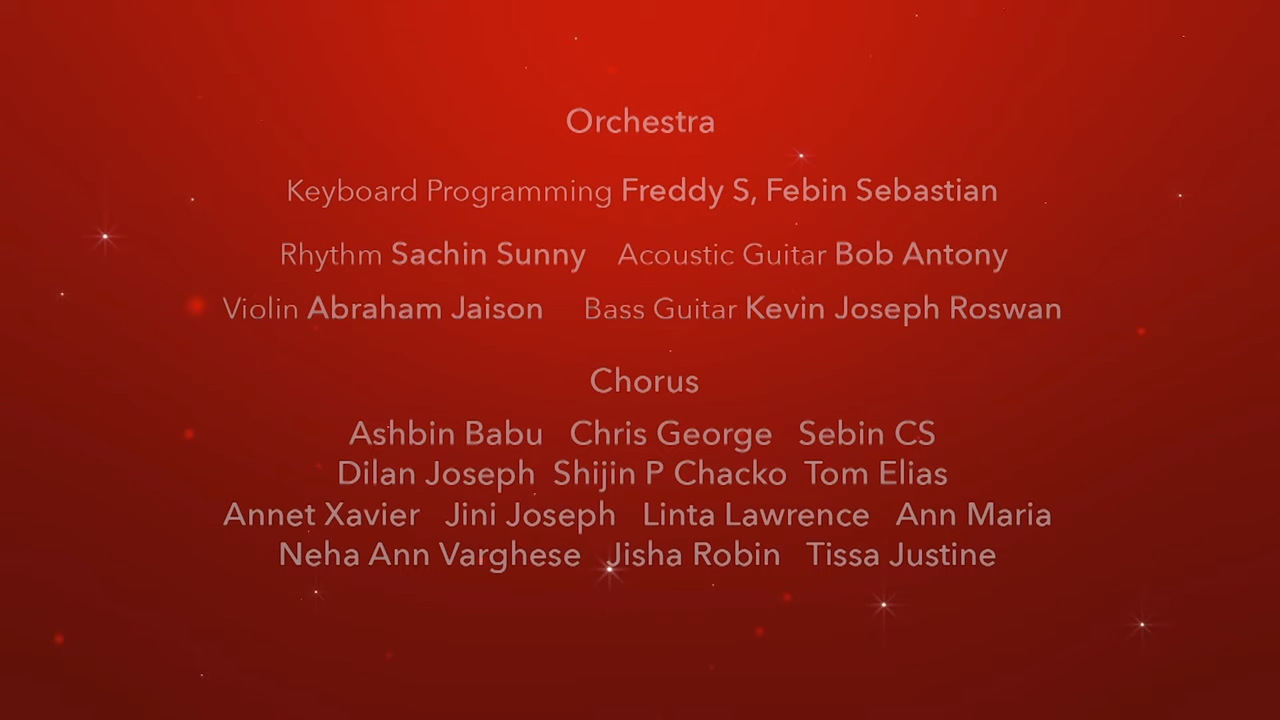 Orchestra
Keyboard Programming Freddy S, Febin Sebastian
Rhythm Sachin Sunny Acoustic Guitar Bob Antony
Violin Abraham Jaison Bass Guitar Kevin Joseph Roswan
Chorus
Ashbin Babu Chris George Sebin CS
Dilan Joseph Shijin P Chacko Tom Elias
Annet Xavier Jini Joseph Linta Lawrence Ann Maria
Neha Ann Varghese Jisha Robin Tissa Justine